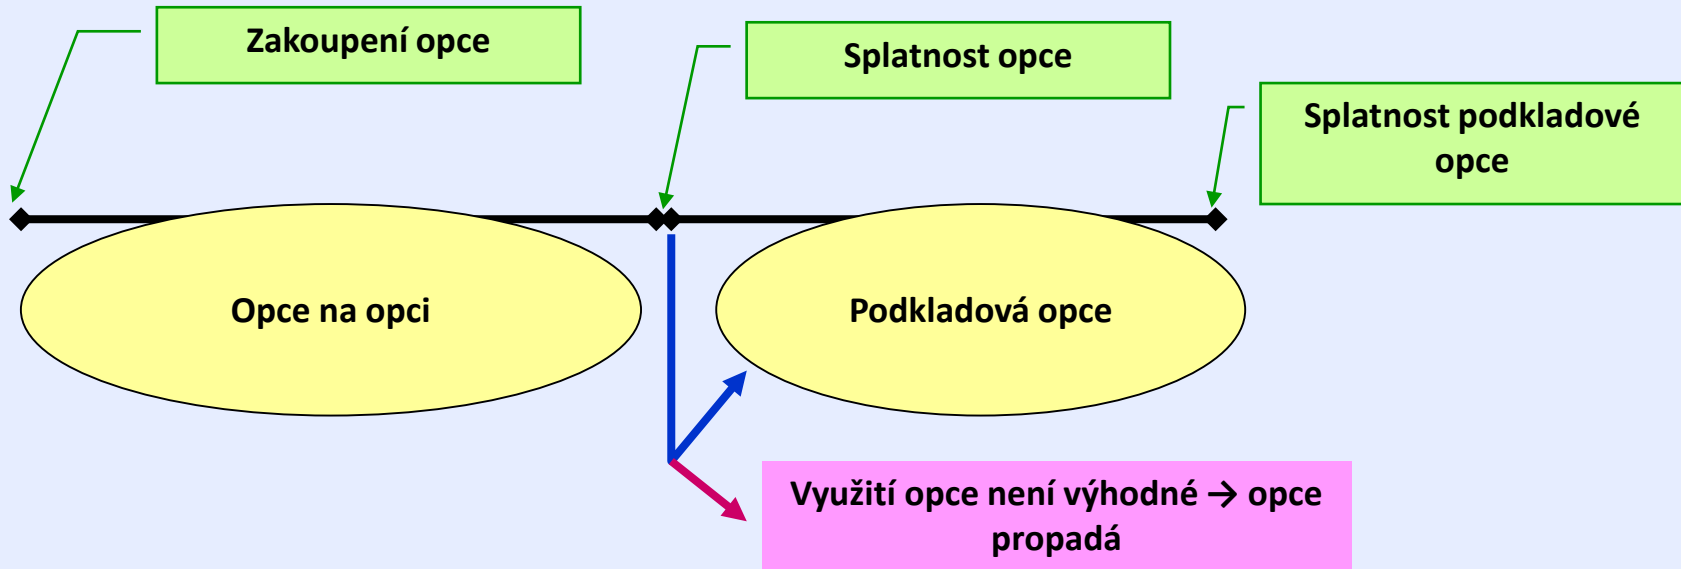 Zakoupení opce
Splatnost opce
Splatnost podkladové
opce
Opce na opci
Podkladová opce
Využití opce není výhodné → opce
propadá